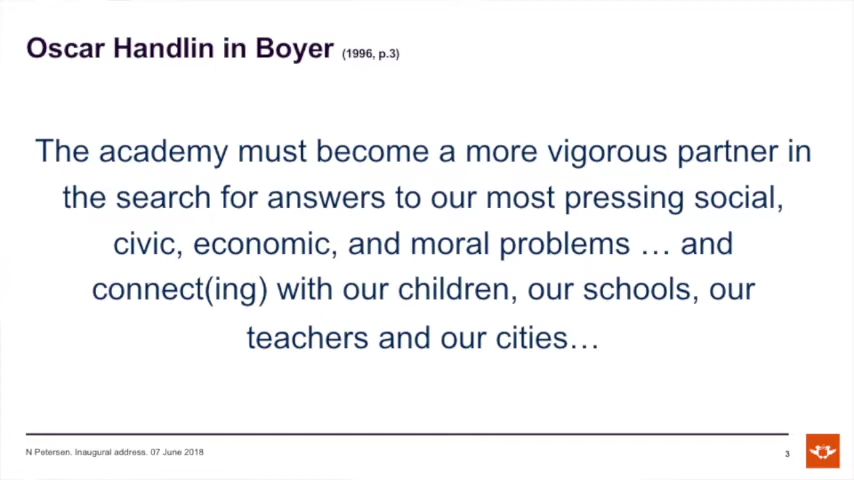 Oscar Handlin in Boyer (1996, p.3)
The academy must become a more vigorous partner in
the search for answers to our most pressing social,
civic, economic, and moral problems … and
connect(ing) with our children, our schools, our
teachers and our cities…
N Petersen. Inaugural address. 07 June 2018
3